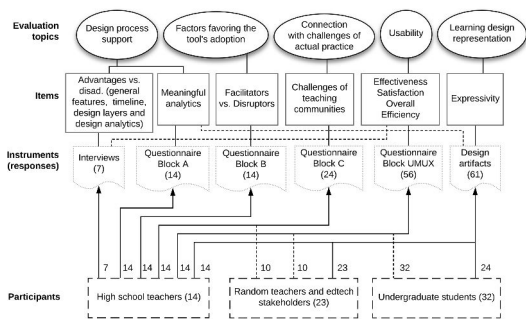 Evaluation
topics
Design process
support
Factors favoring the
tool's adoption
Connection
with challenges of
actual practice
Usability
Learning design
representation
Items
Advantages vs.
disad. (general
features, timeline,
design layers and
design analytics)
Meaningful
analytics
Facilitators
vs. Disruptors
Challenges of
teaching
communities
Effectiveness
Satisfaction
Overall
Efficiency
Expressivity
Instruments
(responses)
Interviews
(7)
Questionnaire
Block A
(14)
Questionnaire
Block B
(14)
Questionnaire
Block C
(24)
Questionnaire
Block UMUX
(56)
Design
artifacts
(61)
7 14 14 14 14 14 10 10 23 32 24
Participants
High school teachers (14)
Random teachers and edtech
stakeholders (23)
Undergraduate students (32)